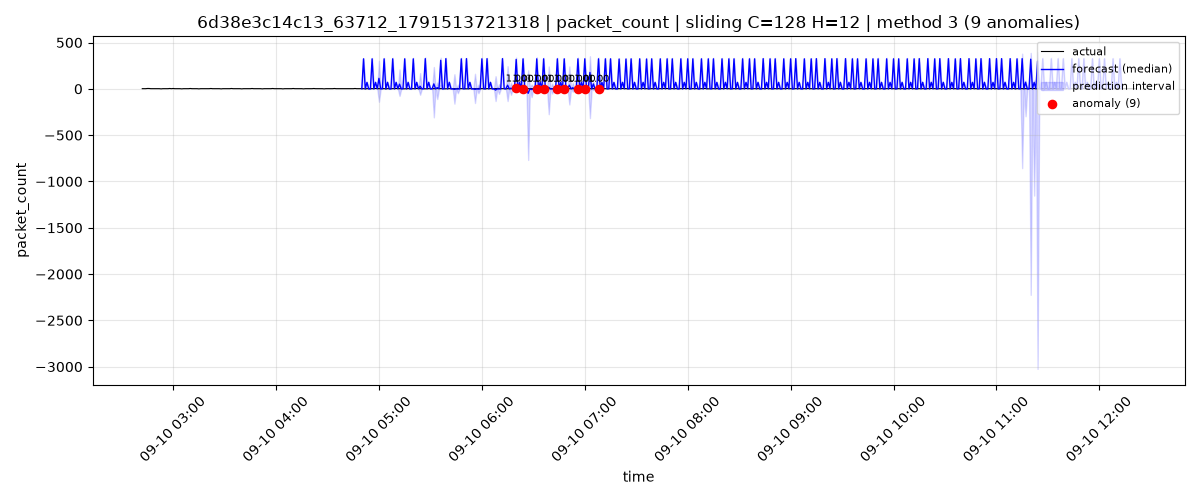 6d38e3c14c13_63712_1791513721318 | packet_count | sliding C=128 H=12 | method 3 (9 anomalies)
500
0
−500
−1000
−1500
−2000
−2500
−3000
packet_count
actual
forecast (median)
prediction interval
anomaly (9)
09-10 03:00
09-10 04:00
09-10 05:00
09-10 06:00
09-10 07:00
09-10 08:00
09-10 09:00
09-10 10:00
09-10 11:00
09-10 12:00
time